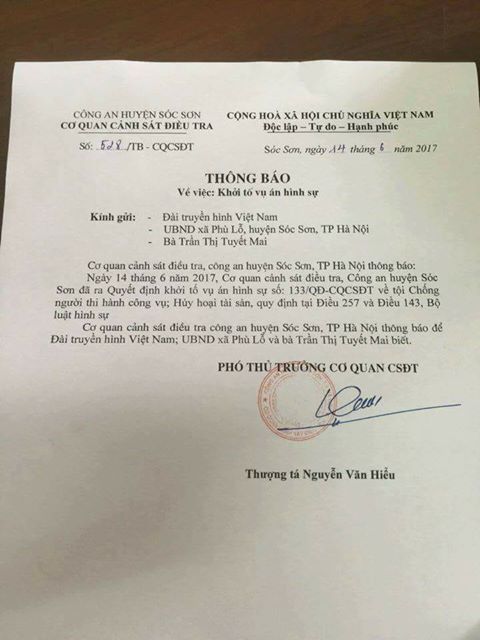 CÔNG AN HUYỆN SÓC SƠN
CƠ QUAN CẢNH SÁT ĐIỀU TRA
CỘNG HOÀ XÃ HỘI CHỦ NGHĨA VIỆT NAM
Độc lập – Tự do – Hạnh phúc
Số: 528 /TB - CQCSĐT
Sóc Sơn, ngày 14 tháng 6 năm 2017
THÔNG BÁO
Về việc: Khởi tố vụ án hình sự
Kính gửi: - Đài truyền hình Việt Nam
- UBND xã Phù Lỗ, huyện Sóc Sơn, TP Hà Nội
- Bà Trần Thị Tuyết Mai
Cơ quan cảnh sát điều tra, công an huyện Sóc Sơn, TP Hà Nội thông báo:
Ngày 14 tháng 6 năm 2017, Cơ quan cảnh sát điều tra, Công an huyện Sóc
Sơn đã ra Quyết định khởi tố vụ án hình sự số: 133/QĐ-CQCSĐT về tội Chống
người thi hành công vụ; Hủy hoại tài sản, quy định tại Điều 257 và Điều 143, Bộ
luật hình sự
Cơ quan cảnh sát điều tra công an huyện Sóc Sơn, TP Hà Nội thông báo để
Đài truyền hình Việt Nam; UBND xã Phù Lỗ và bà Trần Thị Tuyết Mai biết.
PHÓ THỦ TRƯỞNG CƠ QUAN CSĐT
Thượng tá Nguyễn Văn Hiểu